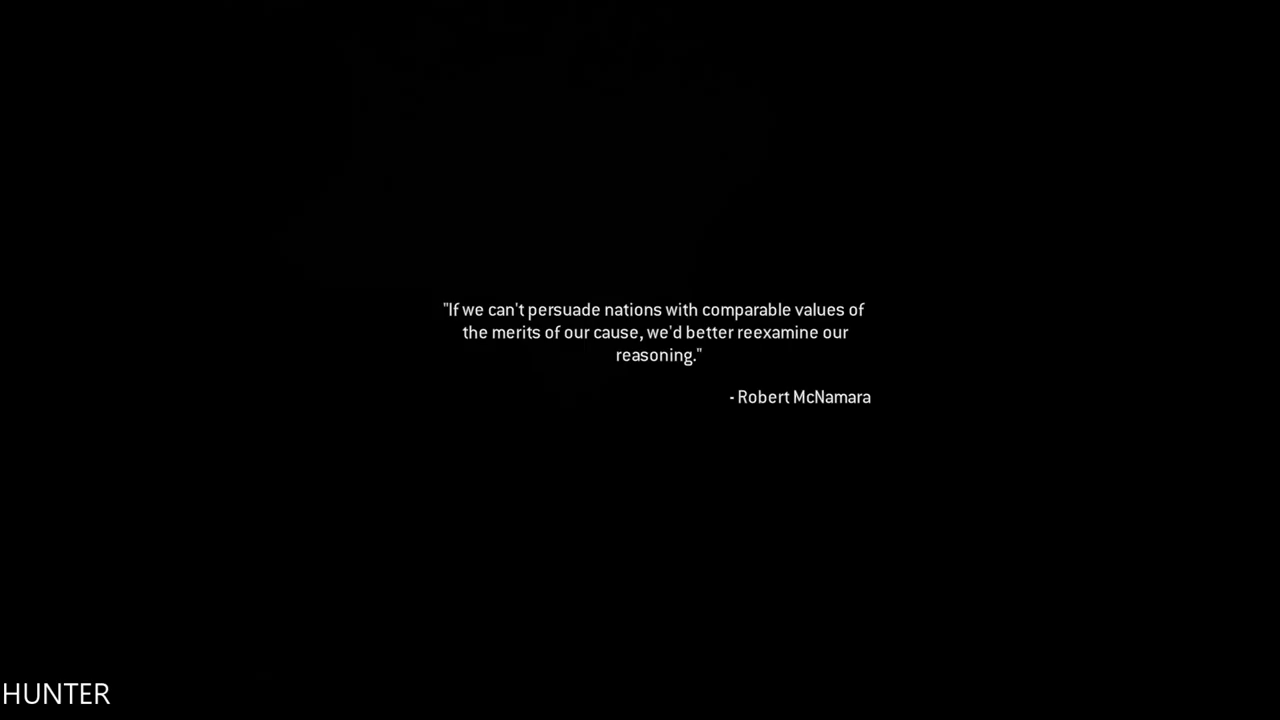 "If we can't persuade nations with comparable values of
the merits of our cause, we'd better reexamine our
reasoning."
- Robert McNamara
HUNTER